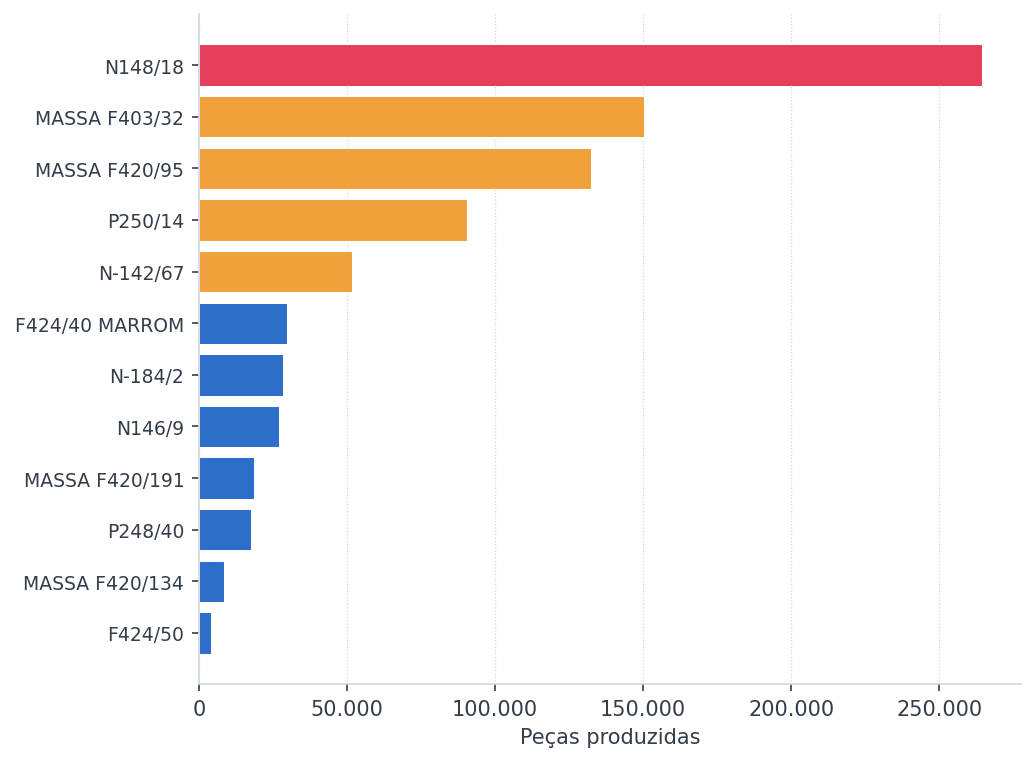 N148/18
MASSA F403/32
MASSA F420/95
P250/14
N-142/67
F424/40 MARROM
N-184/2
N146/9
MASSA F420/191
P248/40
MASSA F420/134
F424/50
0 50.000 100.000 150.000 200.000 250.000
Peças produzidas